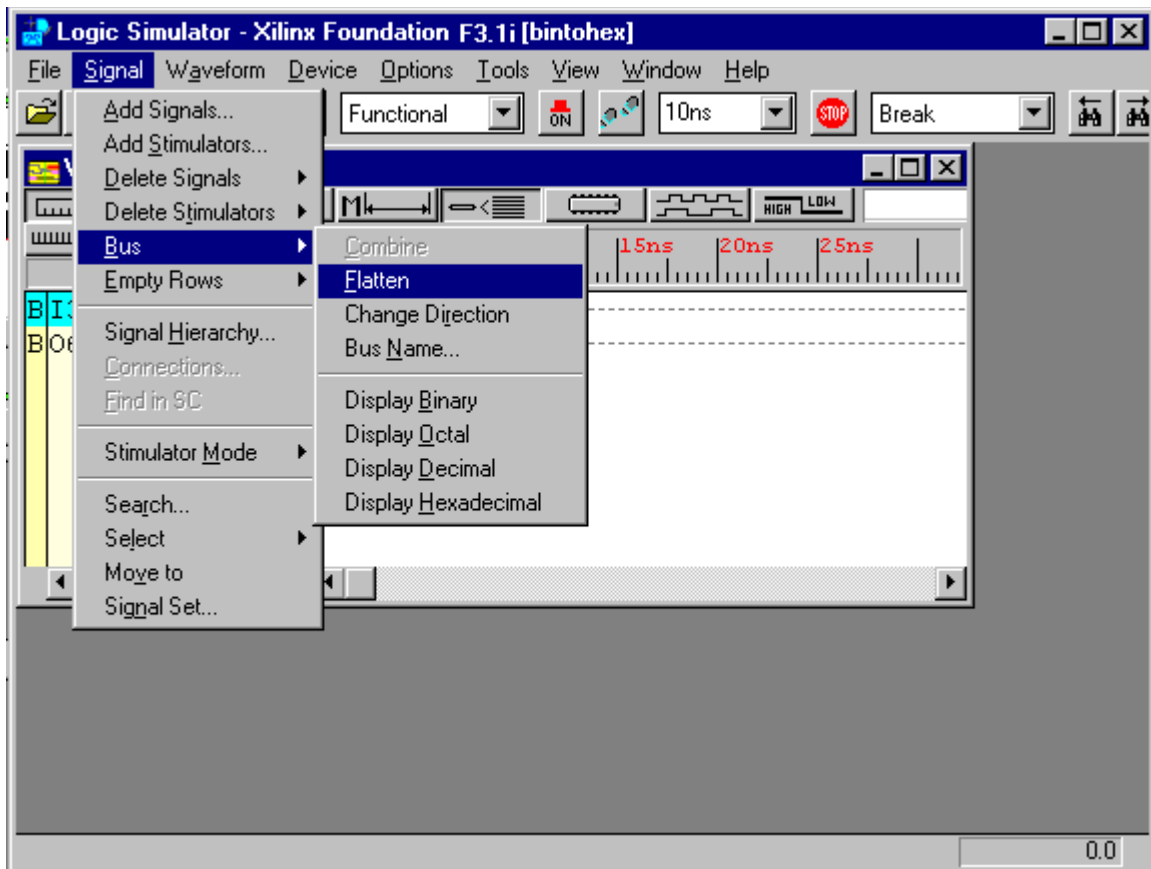 Logic Simulator - Xilinx Foundation F3.1i [bintohex]
File Signal Waveform Device Options Tools View Window Help
Functional ON 10ns STOP Break
M HIGH LOW
15ns 20ns 25ns
B
B
Add Signals...
Add Stimulators...
Delete Signals
Delete Stimulators
Bus
Empty Rows
Signal Hierarchy...
Connections...
Find in SC
Stimulator Mode
Search...
Select
Move to
Signal Set...
Combine
Flatten
Change Direction
Bus Name...
Display Binary
Display Octal
Display Decimal
Display Hexadecimal
0.0